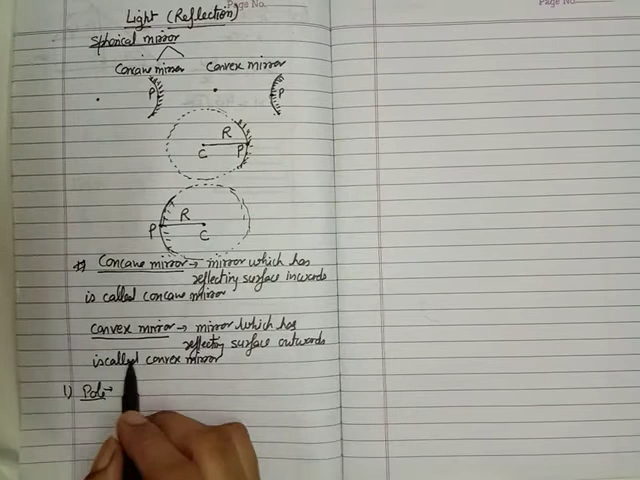 Page No.
Page No.
Light (Reflection)
Spherical mirror
Concave mirror Convex mirror
P P
R
C P
R
P C
# Concave mirror → mirror which has
reflecting surface inwards
is called concave mirror
Convex mirror → mirror which has
reflecting surface outwards
is called convex mirror
1) Pole →